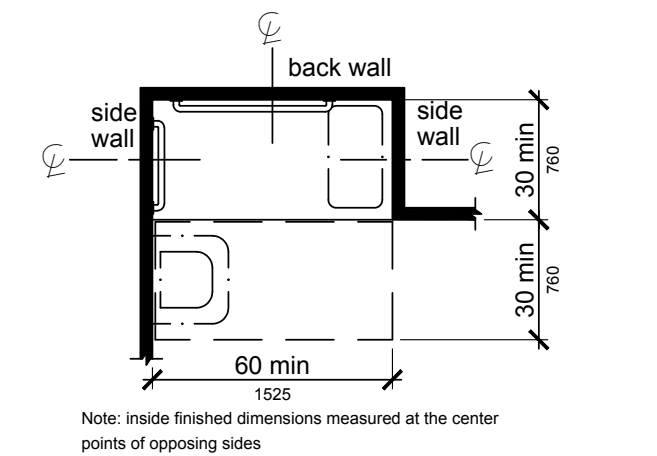 ℄
back wall
side
wall
side
wall
℄
℄
30 min
760
30 min
760
60 min
1525
Note: inside finished dimensions measured at the center
points of opposing sides